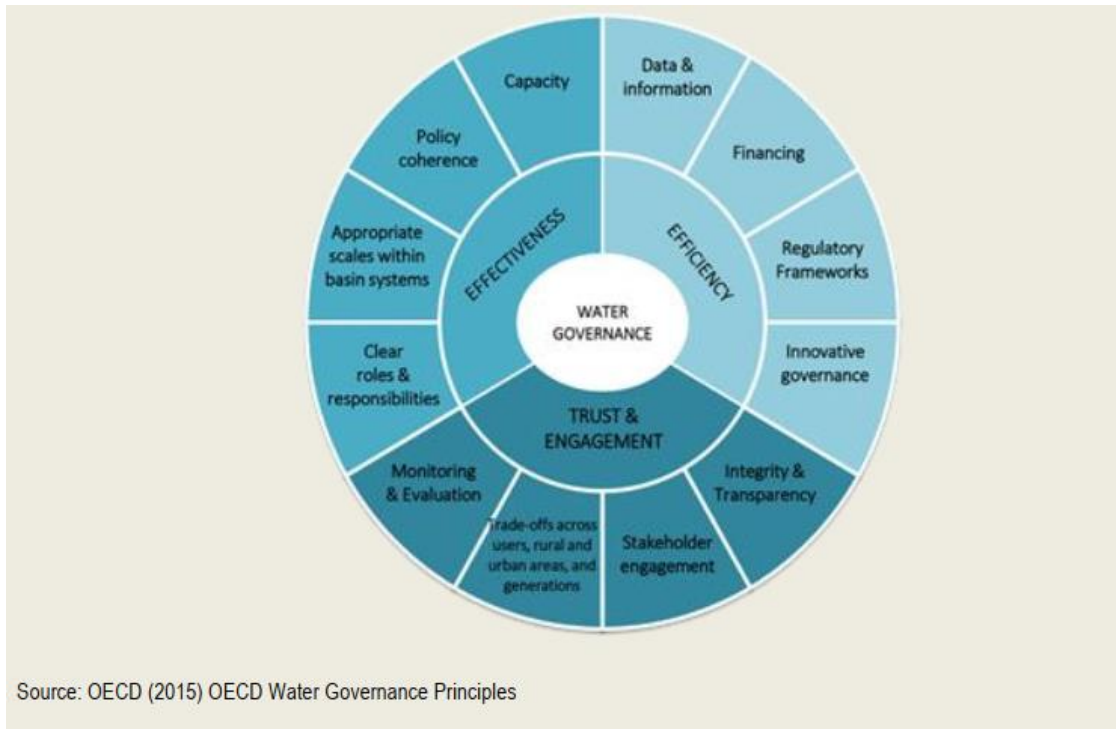 Capacity
Data &
information
Policy
coherence
Financing
Appropriate
scales within
basin systems
EFFECTIVENESS
EFFICIENCY
Regulatory
Frameworks
WATER
GOVERNANCE
Clear
roles &
responsibilities
Innovative
governance
TRUST &
ENGAGEMENT
Monitoring
& Evaluation
Trade-offs across
users, rural and
urban areas, and
generations
Stakeholder
engagement
Integrity &
Transparency
Source: OECD (2015) OECD Water Governance Principles